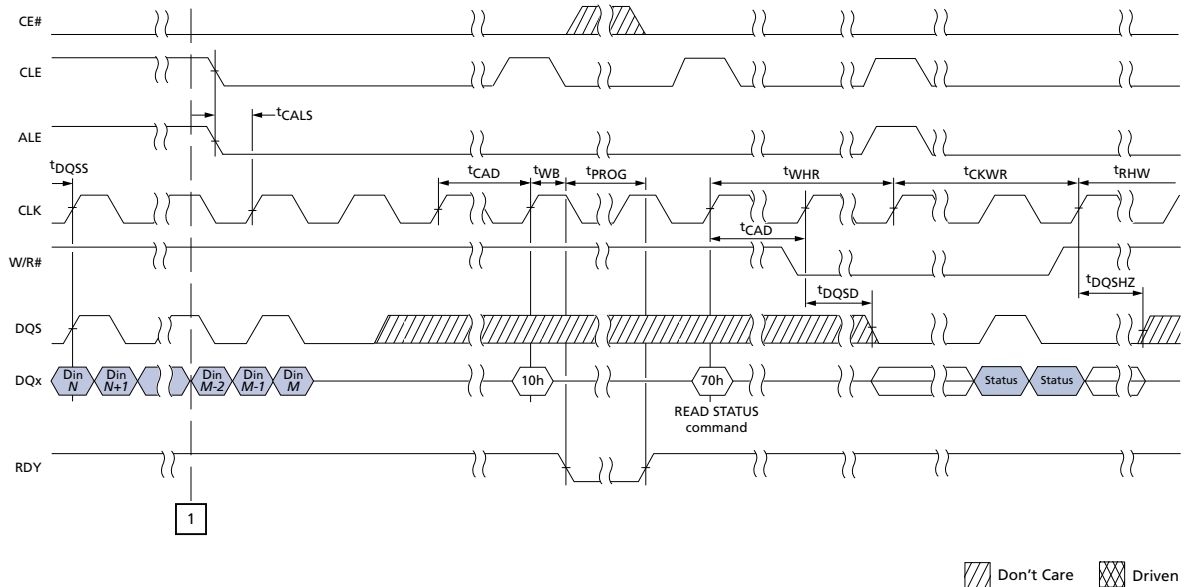 CE#
CLE
tCALS
ALE
tDQSS
tCAD
tWB
tPROG
tWHR
tCKWR
tRHW
CLK
tCAD
W/R#
tDQSD
tDQSHZ
DQS
DQx
Din N
Din N+1
Din M-2
Din M-1
Din M
10h
70h
Status
Status
READ STATUS
command
RDY
1
Don't Care
Driven